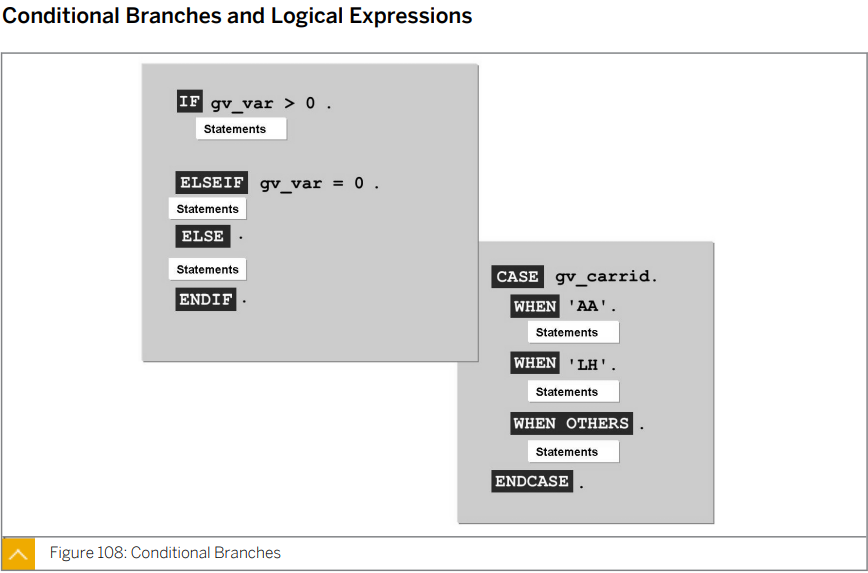 Conditional Branches and Logical Expressions
IF gv_var > 0 .
Statements
ELSEIF gv_var = 0 .
Statements
ELSE .
Statements
ENDIF .
CASE gv_carrid.
WHEN 'AA'.
Statements
WHEN 'LH'.
Statements
WHEN OTHERS .
Statements
ENDCASE .
Figure 108: Conditional Branches